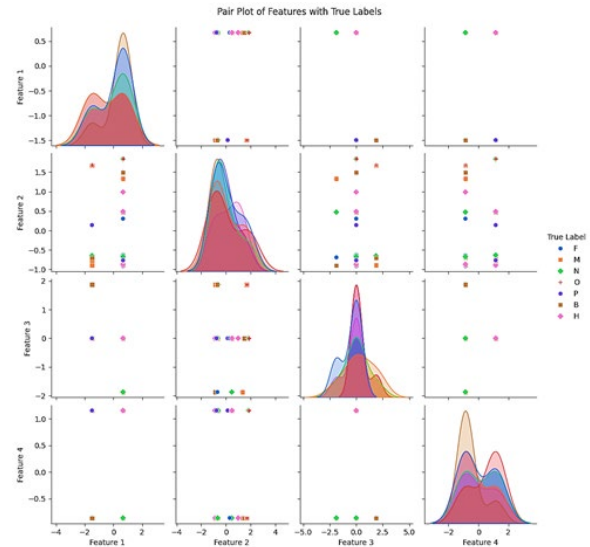 Pair Plot of Features with True Labels
Feature 1
0.5
0.0
−0.5
−1.0
−1.5
Feature 2
2.0
1.5
1.0
0.5
0.0
−0.5
−1.0
True Label
F
M
N
O
P
B
H
Feature 3
2
1
0
−1
−2
Feature 4
1.0
0.5
0.0
−0.5
−4 −2 0 2
−2 0 2 4
−5.0 −2.5 0.0 2.5 5.0
−2 0 2 4
Feature 1 Feature 2 Feature 3 Feature 4